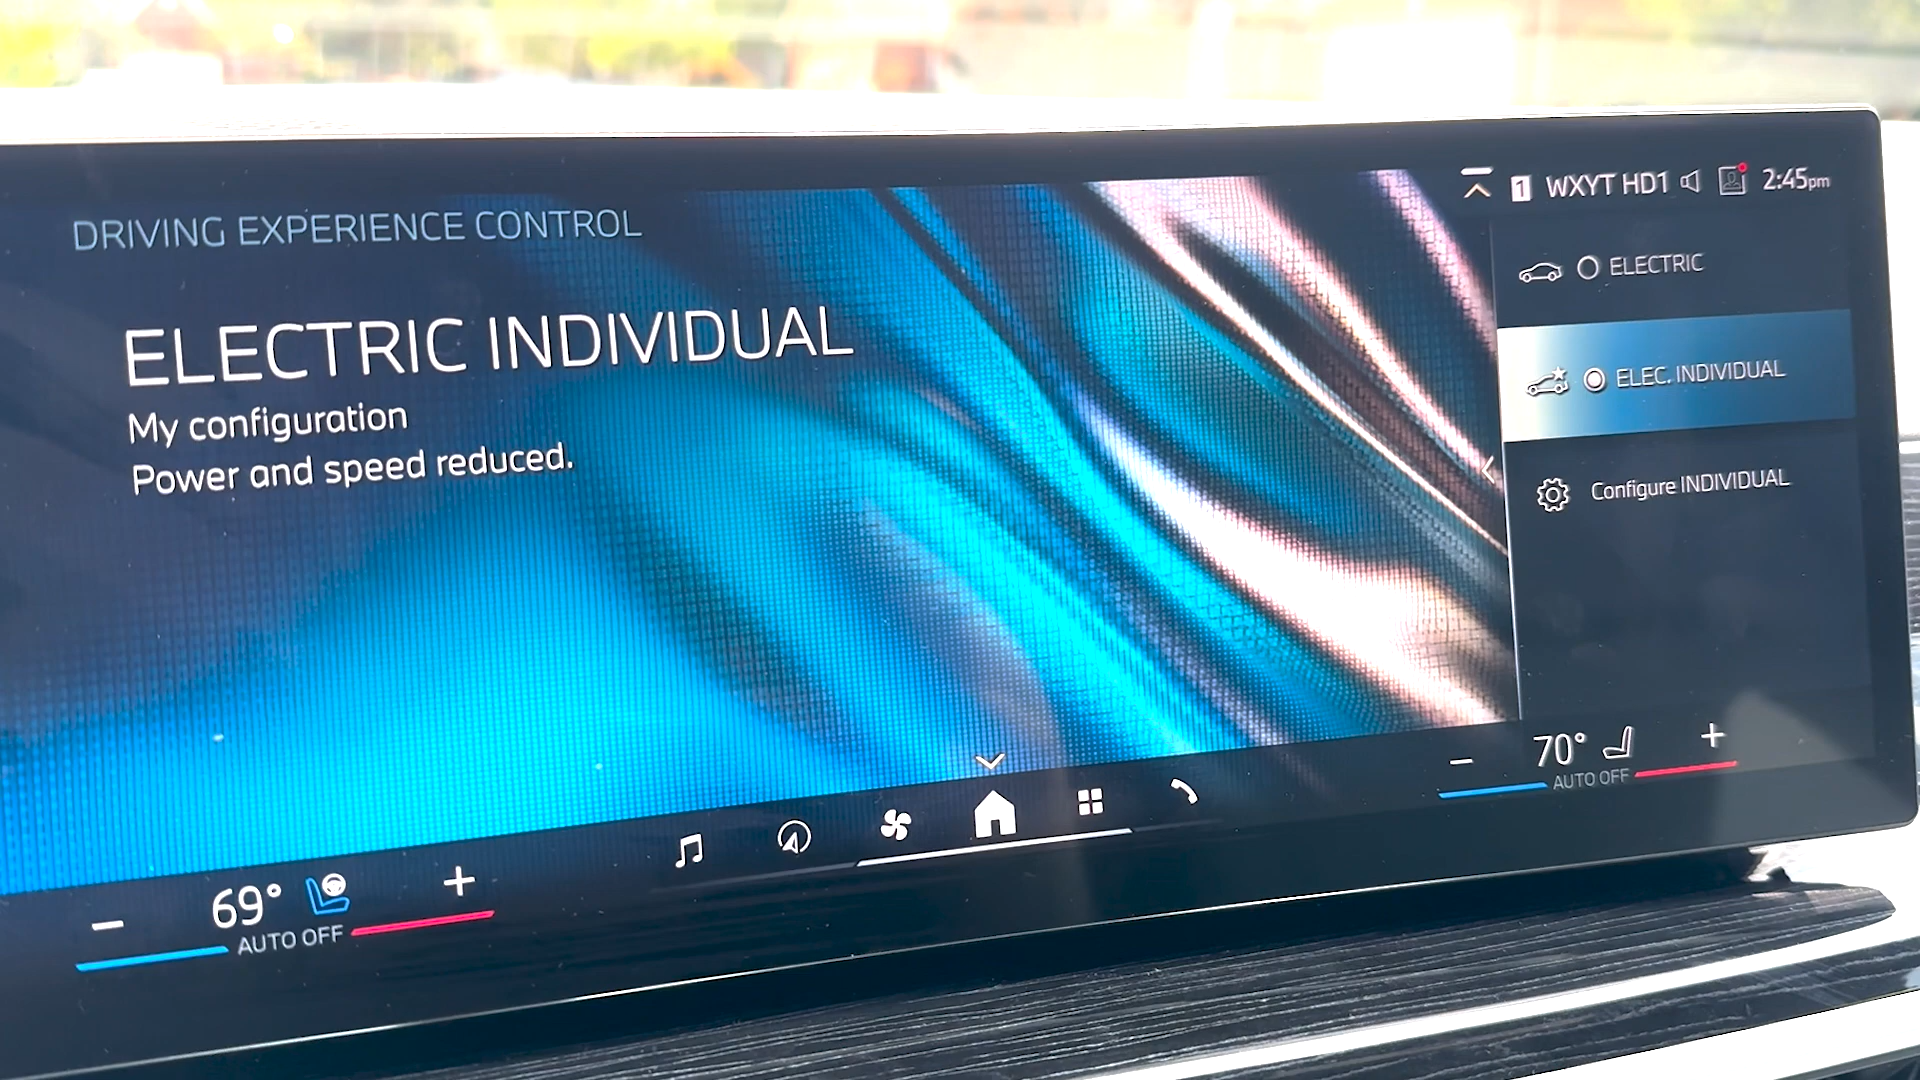 1 WXYT HD1 2:45pm
DRIVING EXPERIENCE CONTROL
ELECTRIC INDIVIDUAL
My configuration
Power and speed reduced.
ELECTRIC
ELEC. INDIVIDUAL
Configure INDIVIDUAL
69°
AUTO OFF
70°
AUTO OFF